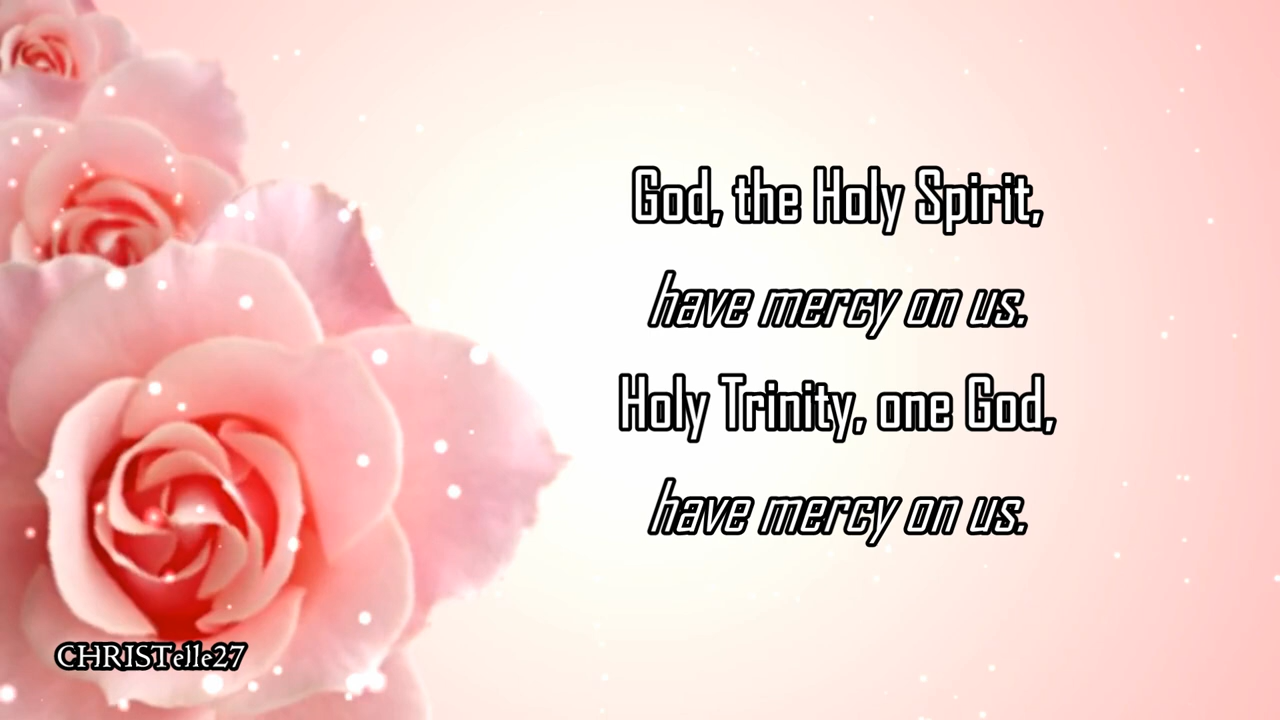 God, the Holy Spirit,
have mercy on us.
Holy Trinity, one God,
have mercy on us.
CHRISTelle27